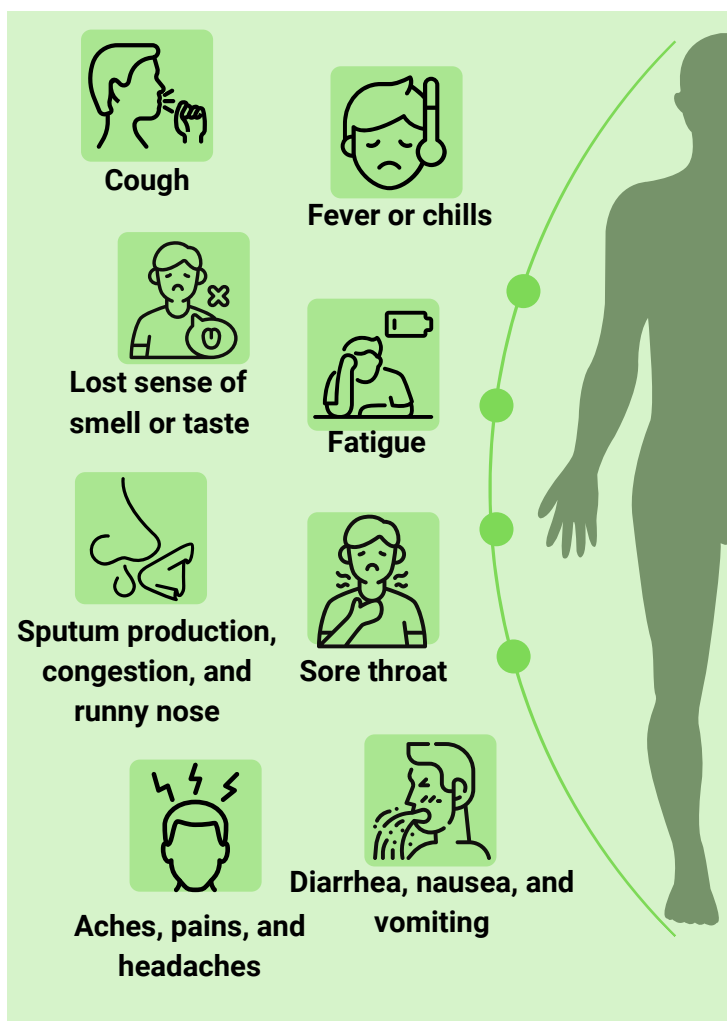 Cough
Fever or chills
Lost sense of
smell or taste
Fatigue
Sputum production,
congestion, and
runny nose
Sore throat
Aches, pains, and
headaches
Diarrhea, nausea, and
vomiting